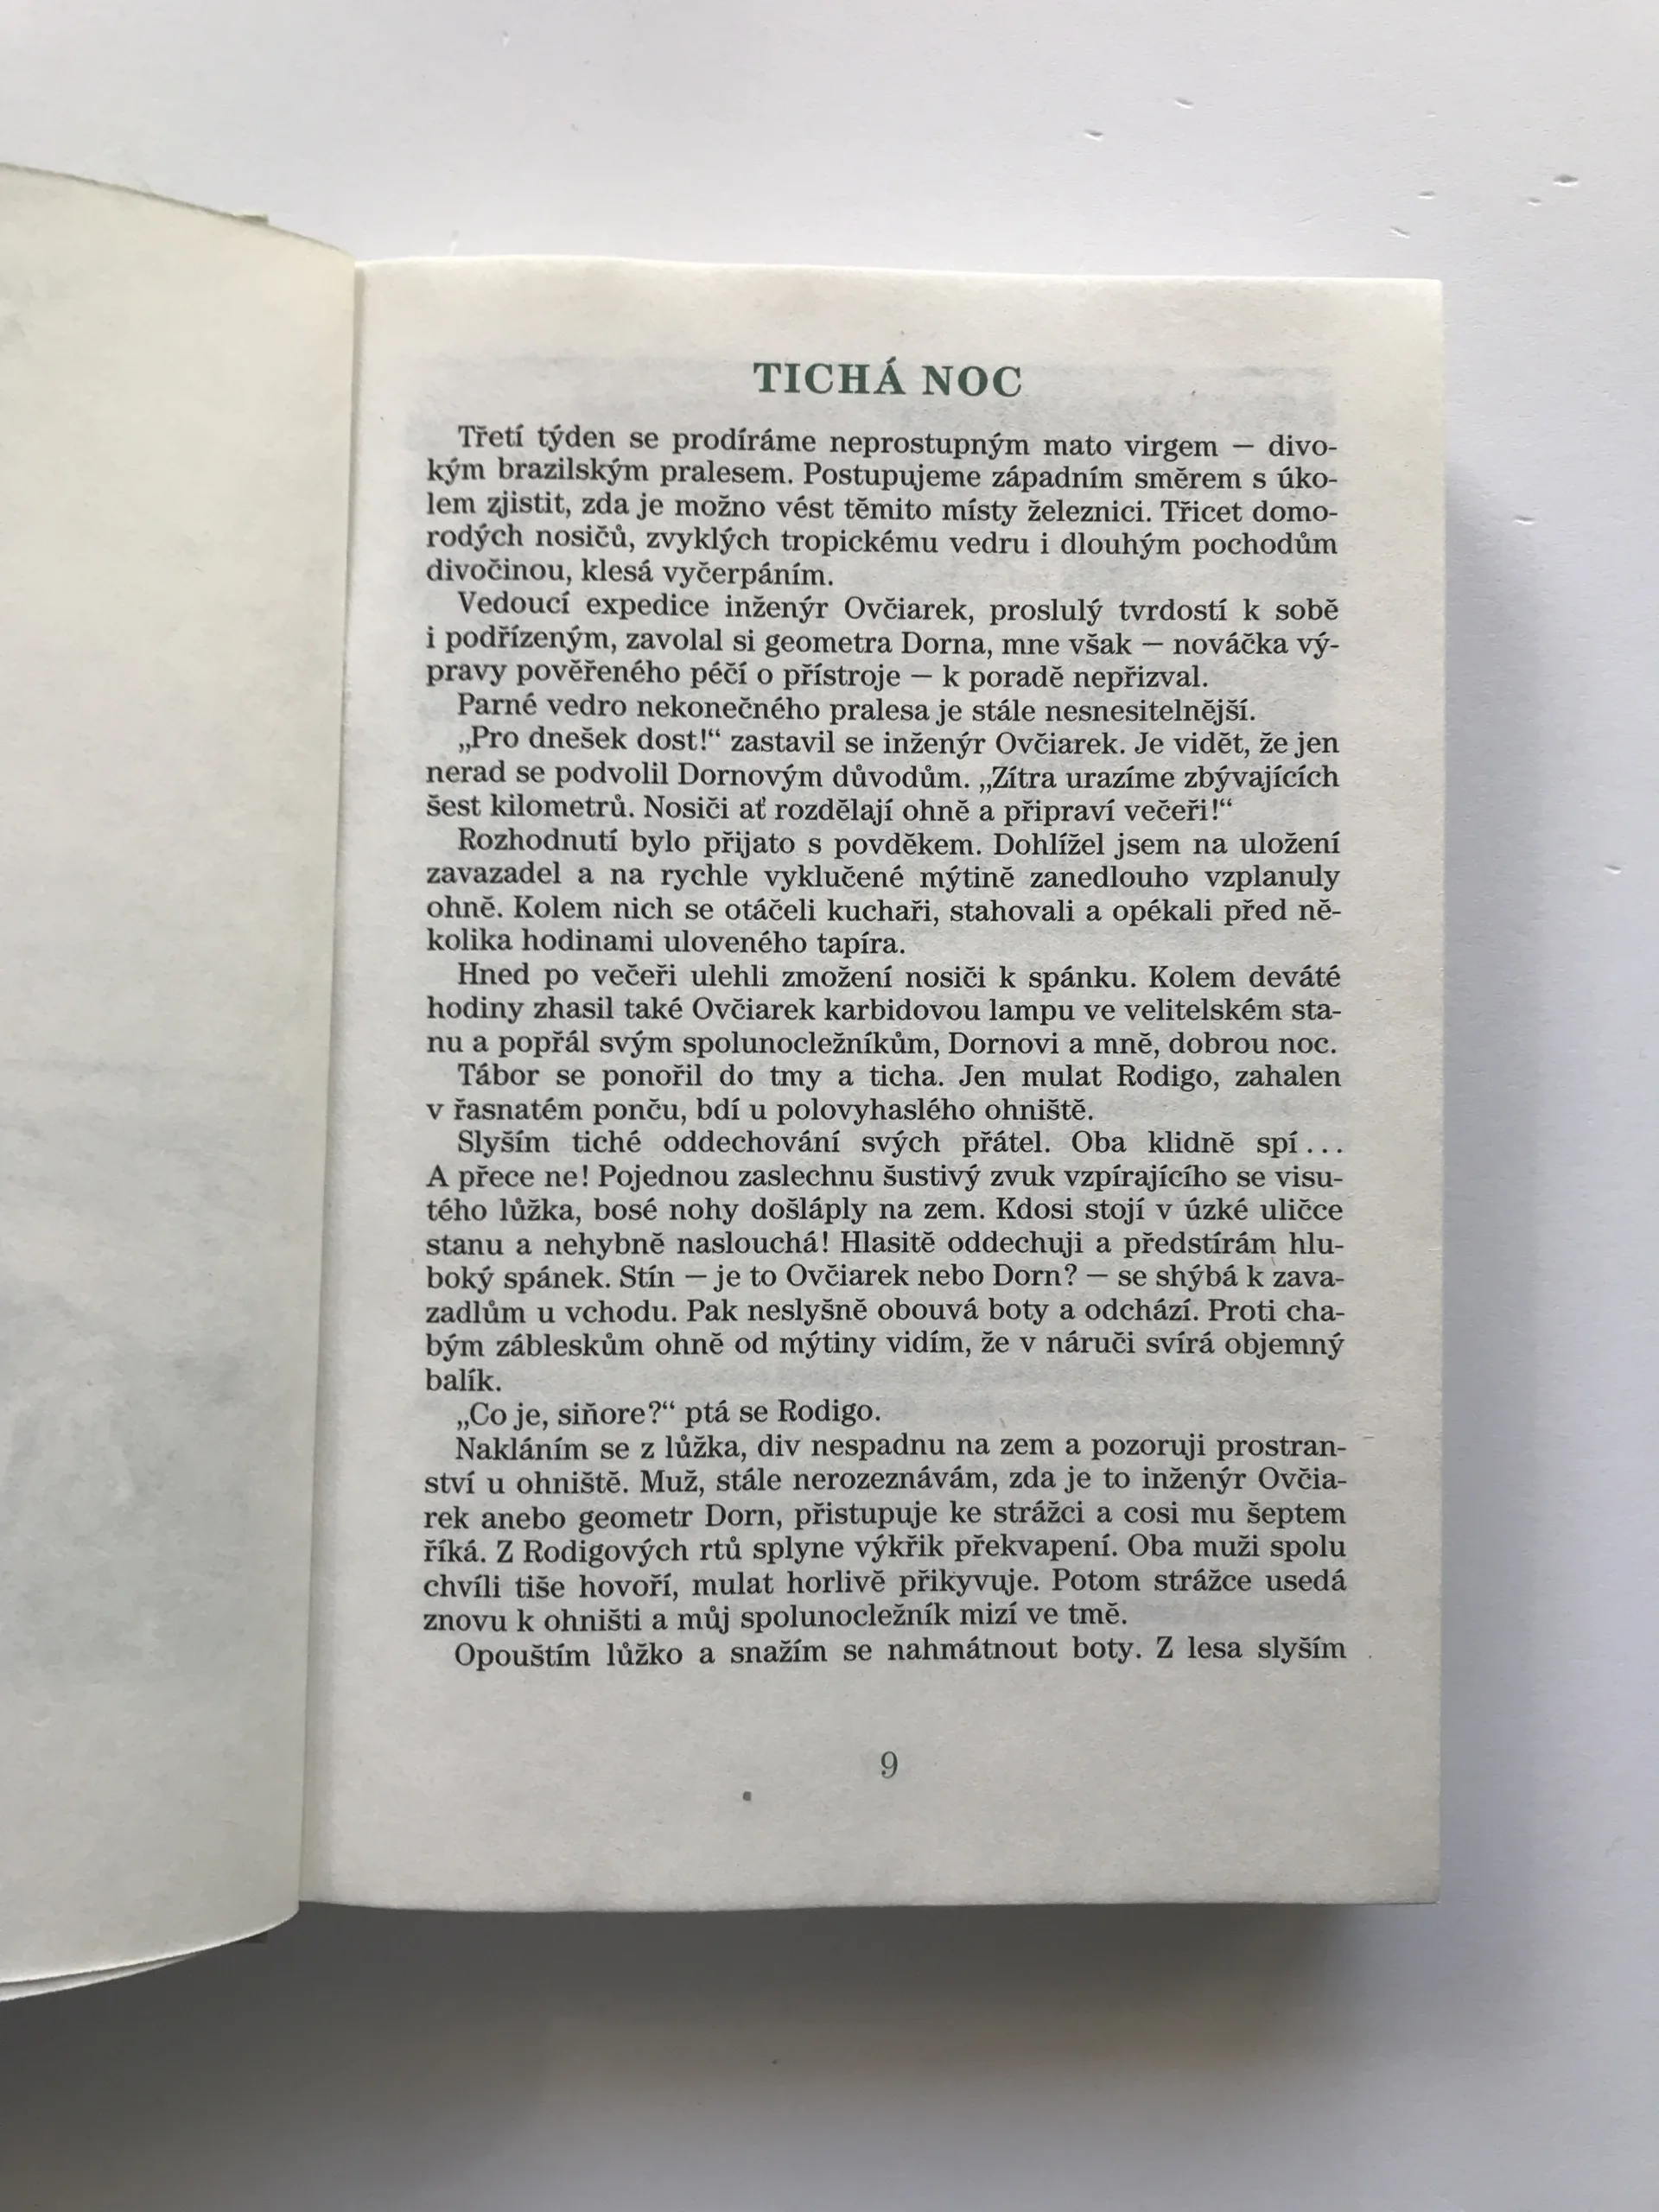 TICHÁ NOC
Třetí týden se prodíráme neprostupným mato virgem — divo-
kým brazilským pralesem. Postupujeme západním směrem s úko-
lem zjistit, zda je možno vést těmito místy železnici. Třicet domo-
rodých nosičů, zvyklých tropickému vedru i dlouhým pochodům
divočinou, klesá vyčerpáním.
Vedoucí expedice inženýr Ovčiarek, proslulý tvrdostí k sobě
i podřízeným, zavolal si geometra Dorna, mne však — nováčka vý-
pravy pověřeného péčí o přístroje — k poradě nepřizval.
Parné vedro nekonečného pralesa je stále nesnesitelnější.
„Pro dnešek dost!“ zastavil se inženýr Ovčiarek. Je vidět, že jen
nerad se podvolil Dornovým důvodům. „Zítra urazíme zbývajících
šest kilometrů. Nosiči ať rozdělají ohně a připraví večeři!“
Rozhodnutí bylo přijato s povděkem. Dohlížel jsem na uložení
zavazadel a na rychle vyklučené mýtině zanedlouho vzplanuly
ohně. Kolem nich se otáčeli kuchaři, stahovali a opékali před ně-
kolika hodinami uloveného tapíra.
Hned po večeři ulehli zmožení nosiči k spánku. Kolem deváté
hodiny zhasil také Ovčiarek karbidovou lampu ve velitelském sta-
nu a popřál svým spolunocležníkům, Dornovi a mně, dobrou noc.
Tábor se ponořil do tmy a ticha. Jen mulat Rodigo, zahalen
v řasnatém ponču, bdí u polovyhaslého ohniště.
Slyším tiché oddechování svých přátel. Oba klidně spí...
A přece ne! Pojednou zaslechnu šustivý zvuk vzpírajícího se visu-
tého lůžka, bosé nohy došláply na zem. Kdosi stojí v úzké uličce
stanu a nehybně naslouchá! Hlasitě oddechuji a předstírám hlu-
boký spánek. Stín — je to Ovčiarek nebo Dorn? — se shýbá k zava-
zadlům u vchodu. Pak neslyšně obouvá boty a odchází. Proti cha-
bým zábleskům ohně od mýtiny vidím, že v náruči svírá objemný
balík.
„Co je, siňore?“ ptá se Rodigo.
Nakláním se z lůžka, div nespadnu na zem a pozoruji prostran-
ství u ohniště. Muž, stále nerozeznávám, zda je to inženýr Ovčia-
rek anebo geometr Dorn, přistupuje ke strážci a cosi mu šeptem
říká. Z Rodigových rtů splyne výkřik překvapení. Oba muži spolu
chvíli tiše hovoří, mulat horlivě přikyvuje. Potom strážce usedá
znovu k ohništi a můj spolunocležník mizí ve tmě.
Opouštím lůžko a snažím se nahmátnout boty. Z lesa slyším
9